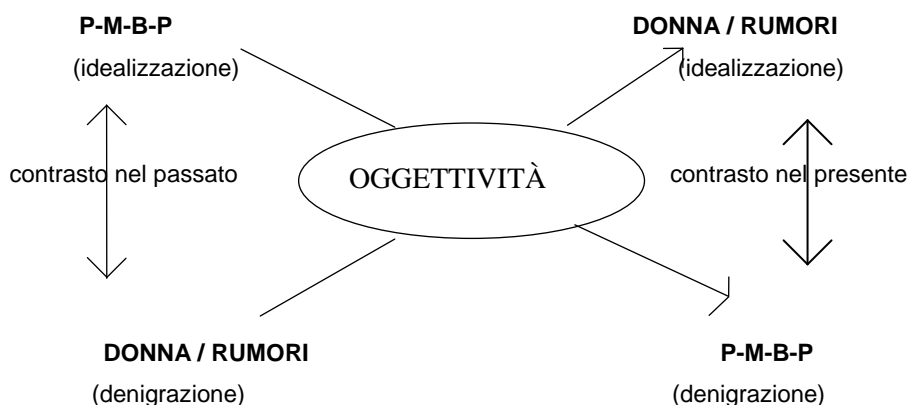 P-M-B-P
(idealizzazione)
DONNA / RUMORI
(idealizzazione)
contrasto nel passato
OGGETTIVITÀ
contrasto nel presente
DONNA / RUMORI
(denigrazione)
P-M-B-P
(denigrazione)